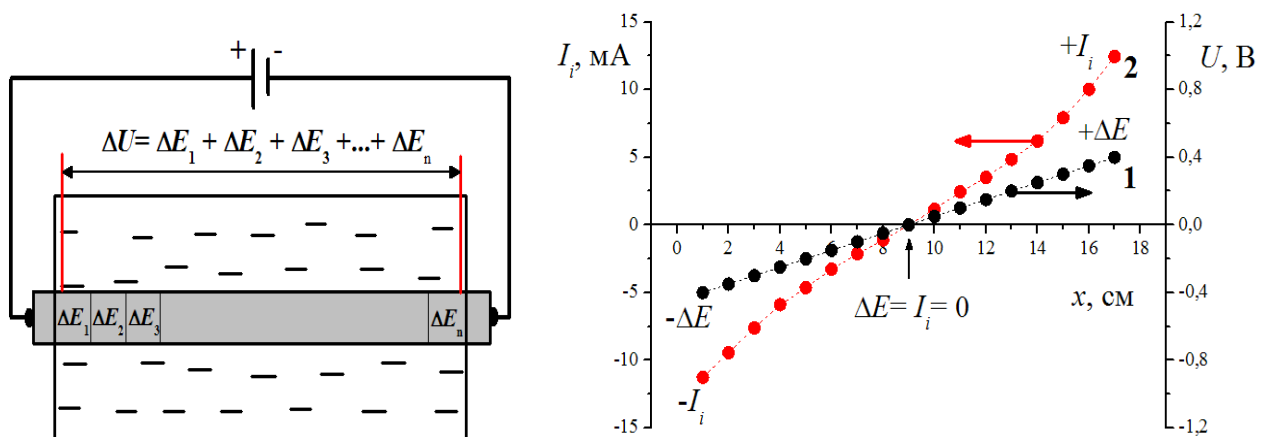 + -
ΔU= ΔE₁ + ΔE₂ + ΔE₃ +...+ ΔEₙ
ΔE₁ ΔE₂ ΔE₃ ΔEₙ
Iᵢ, мА
U, В
15
10
5
0
-5
-10
-15
1,2
0,8
0,4
0,0
-0,4
-0,8
-1,2
0 2 4 6 8 10 12 14 16 18
x, см
+Iᵢ
2
+ΔE
1
ΔE= Iᵢ= 0
-ΔE
-Iᵢ